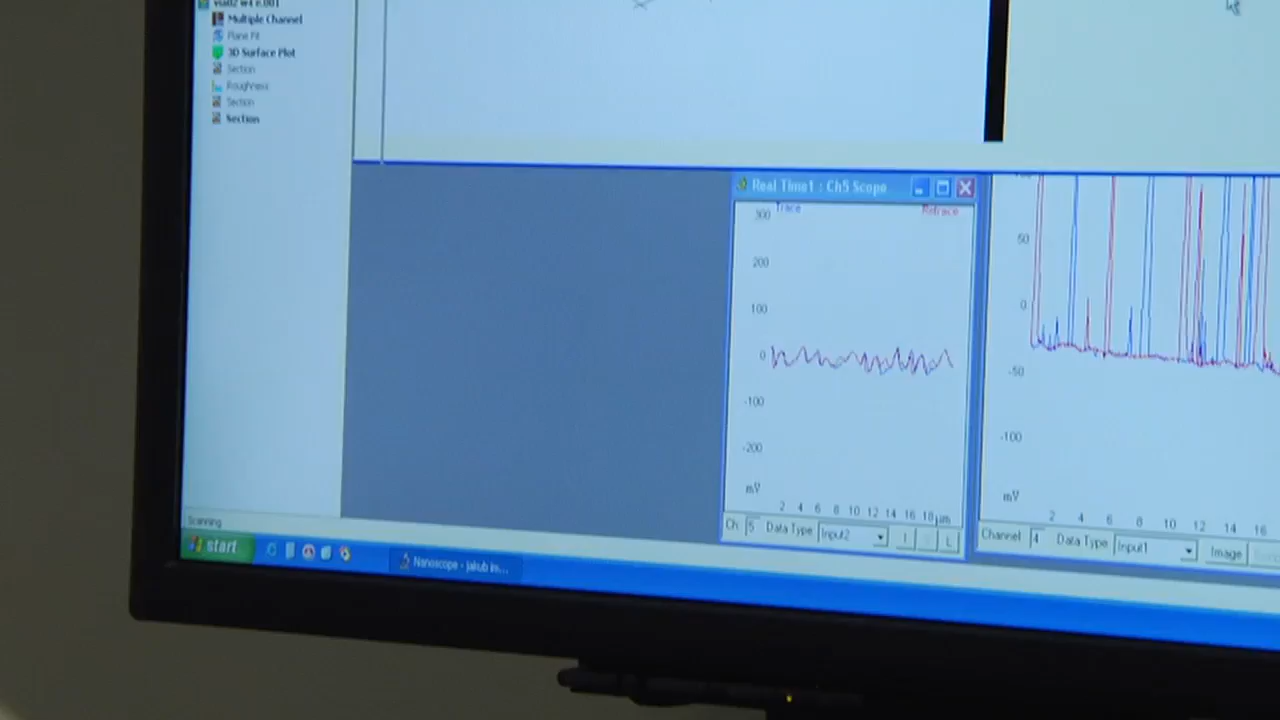 Multiple Channel
Plane Fit
3D Surface Plot
Section
Roughness
Section
Section
Real Time1 : Ch5 Scope
Trace
Retrace
300
200
100
0
-100
-200
mV
2 4 6 8 10 12 14 16 18 µm
Ch. 5 Data Type Input2
50
0
-50
-100
mV
2 4 6 8 10 12 14 16
Channel 4 Data Type Input1 Image
Scanning
start
Nanoscope - jakub im...